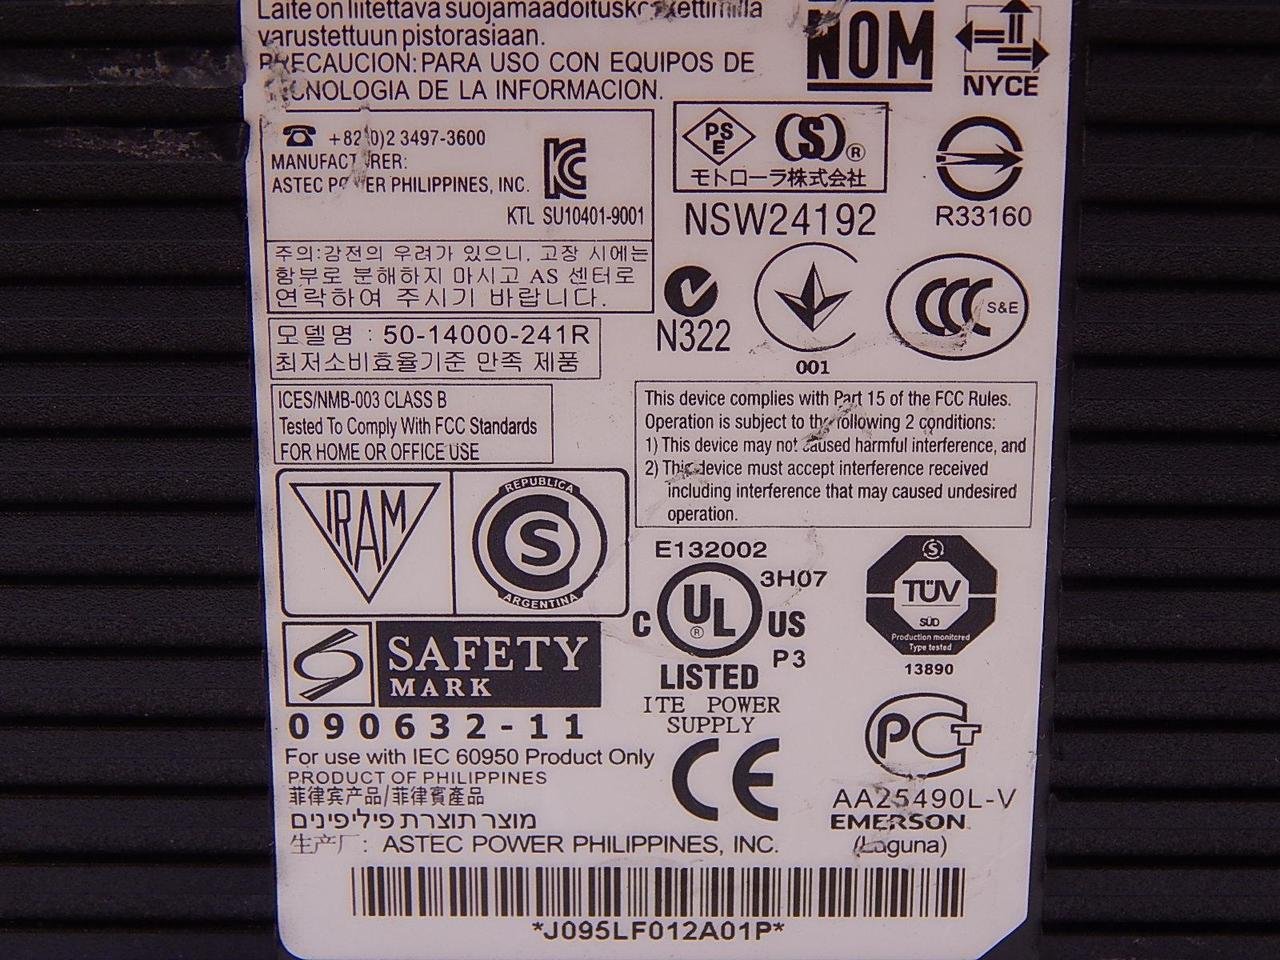 Laite on liitettävä suojamaadoituskoskettimilla
varustettuun pistorasiaan.
PRECAUCION: PARA USO CON EQUIPOS DE
TECNOLOGIA DE LA INFORMACION.
NOM
NYCE
☎ +82(0)2 3497-3600
MANUFACTURER:
ASTEC POWER PHILIPPINES, INC.
KC
KTL SU10401-9001
PS
E
S ®
モトローラ株式会社
NSW24192
R33160
주의:감전의 우려가 있으니, 고장 시에는
함부로 분해하지 마시고 AS 센터로
연락하여 주시기 바랍니다.
N322
001
CCC S&E
모델명 : 50-14000-241R
최저소비효율기준 만족 제품
ICES/NMB-003 CLASS B
Tested To Comply With FCC Standards
FOR HOME OR OFFICE USE
This device complies with Part 15 of the FCC Rules.
Operation is subject to the following 2 conditions:
1) This device may not caused harmful interference, and
2) This device must accept interference received
including interference that may caused undesired
operation.
IRAM
REPUBLICA
S
ARGENTINA
E132002
3H07
C UL ® US
LISTED
P3
ITE POWER
SUPPLY
S
TÜV
SÜD
Production monitored
Type tested
13890
SAFETY
MARK
090632-11
For use with IEC 60950 Product Only
PRODUCT OF PHILIPPINES
菲律宾产品/菲律賓產品
מוצר תוצרת פיליפינים
CE
PCT
AA25490L-V
EMERSON
(Laguna)
生产厂: ASTEC POWER PHILIPPINES, INC.
*J095LF012A01P*